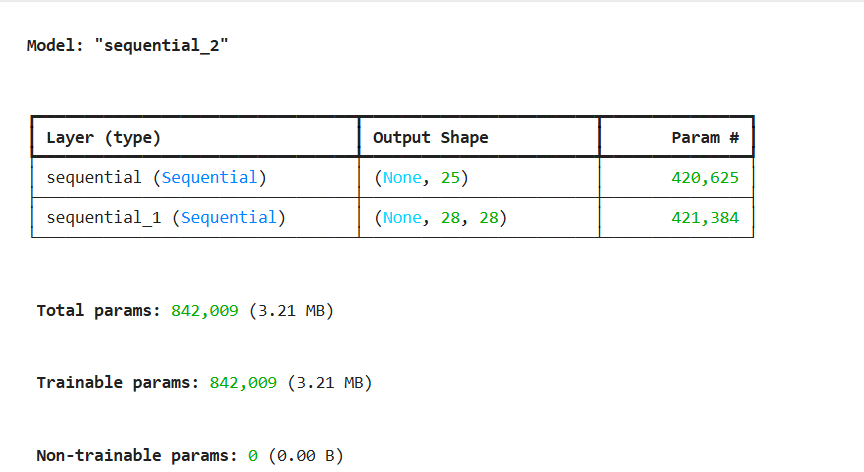 Model: "sequential_2"
Layer (type) Output Shape Param #
sequential (Sequential) (None, 25) 420,625
sequential_1 (Sequential) (None, 28, 28) 421,384
Total params: 842,009 (3.21 MB)
Trainable params: 842,009 (3.21 MB)
Non-trainable params: 0 (0.00 B)